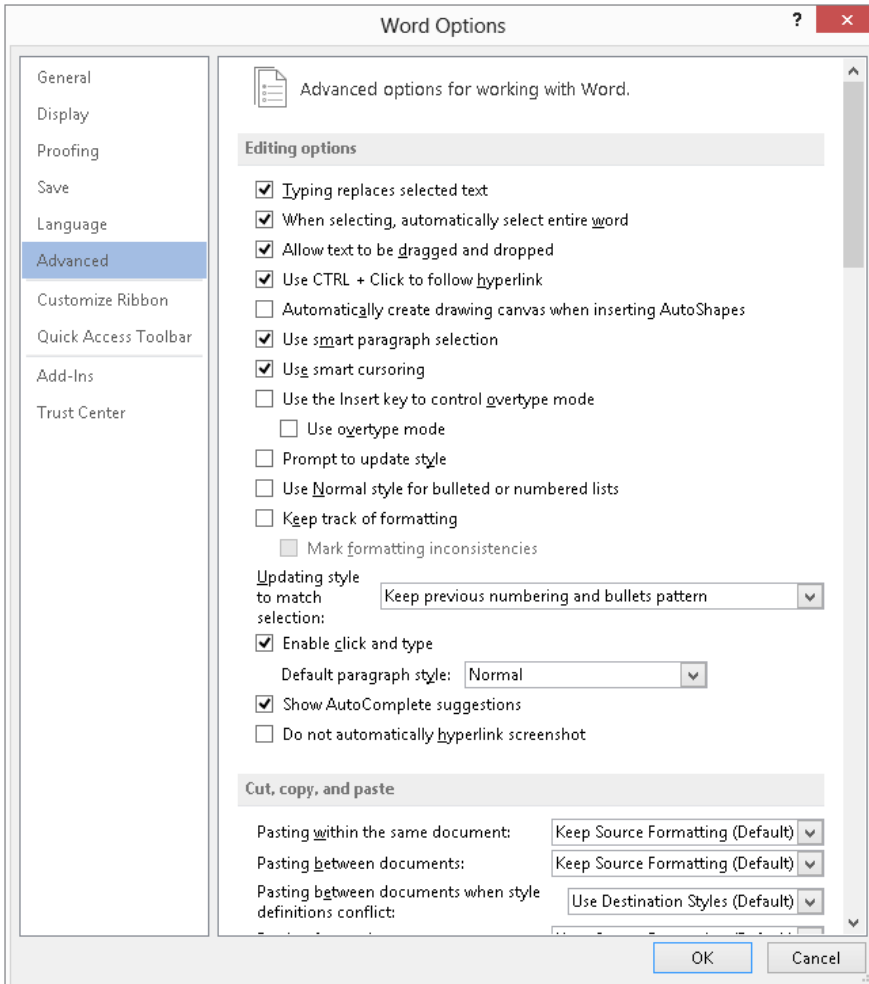 Word Options
?
General
Display
Proofing
Save
Language
Advanced
Customize Ribbon
Quick Access Toolbar
Add-Ins
Trust Center
Advanced options for working with Word.
Editing options
Typing replaces selected text
When selecting, automatically select entire word
Allow text to be dragged and dropped
Use CTRL + Click to follow hyperlink
Automatically create drawing canvas when inserting AutoShapes
Use smart paragraph selection
Use smart cursoring
Use the Insert key to control overtype mode
Use overtype mode
Prompt to update style
Use Normal style for bulleted or numbered lists
Keep track of formatting
Mark formatting inconsistencies
Updating style
to match
selection:
Keep previous numbering and bullets pattern
Enable click and type
Default paragraph style: Normal
Show AutoComplete suggestions
Do not automatically hyperlink screenshot
Cut, copy, and paste
Pasting within the same document: Keep Source Formatting (Default)
Pasting between documents: Keep Source Formatting (Default)
Pasting between documents when style
definitions conflict:
Use Destination Styles (Default)
OK Cancel